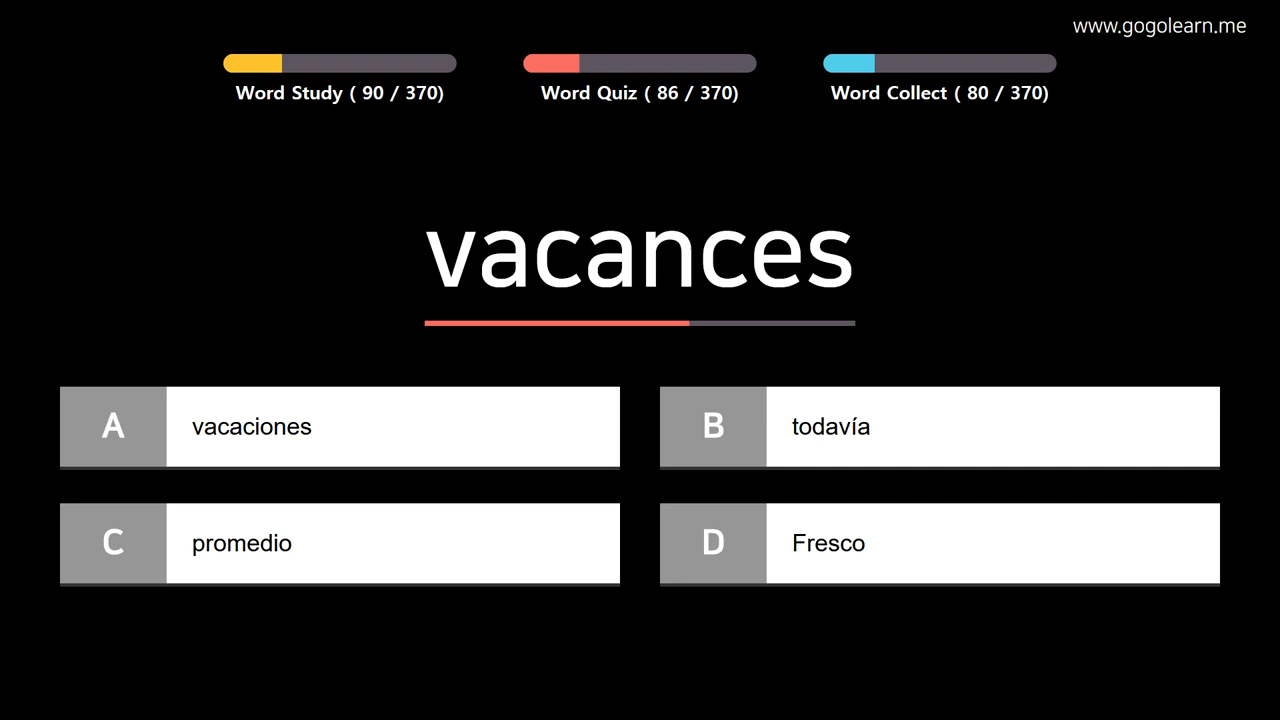 www.gogolearn.me
Word Study ( 90 / 370)
Word Quiz ( 86 / 370)
Word Collect ( 80 / 370)
vacances
A vacaciones
B todavía
C promedio
D Fresco